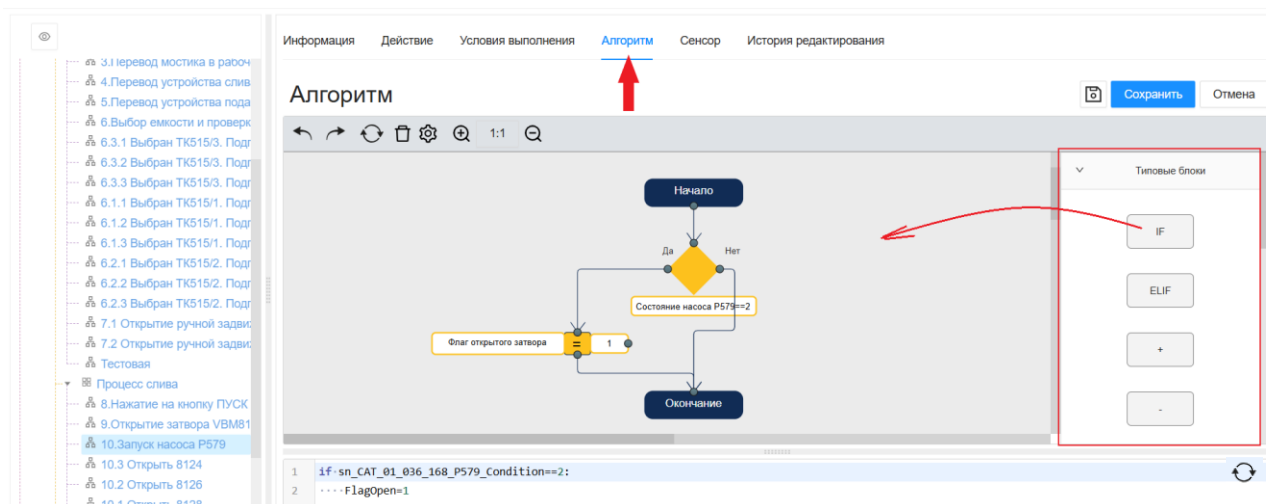 Информация Действие Условия выполнения Алгоритм Сенсор История редактирования
3.Перевод мостика в рабоч
4.Перевод устройства слив
5.Перевод устройства пода
6.Выбор емкости и проверк
6.3.1 Выбран ТК515/3. Подг
6.3.2 Выбран ТК515/3. Подг
6.3.3 Выбран ТК515/3. Подг
6.1.1 Выбран ТК515/1. Подг
6.1.2 Выбран ТК515/1. Подг
6.1.3 Выбран ТК515/1. Подг
6.2.1 Выбран ТК515/2. Подг
6.2.2 Выбран ТК515/2. Подг
6.2.3 Выбран ТК515/2. Подг
7.1 Открытие ручной задви
7.2 Открытие ручной задви
Тестовая
Процесс слива
8.Нажатие на кнопку ПУСК
9.Открытие затвора VBM81
10.Запуск насоса P579
10.3 Открыть 8124
10.2 Открыть 8126
10.1 Открыть 8128
Алгоритм
Сохранить Отмена
1:1
Начало
Да Нет
Состояние насоса P579==2
Флаг открытого затвора = 1
Окончание
Типовые блоки
IF
ELIF
+
-
1 if·sn_CAT_01_036_168_P579_Condition==2:
2 ····FlagOpen=1